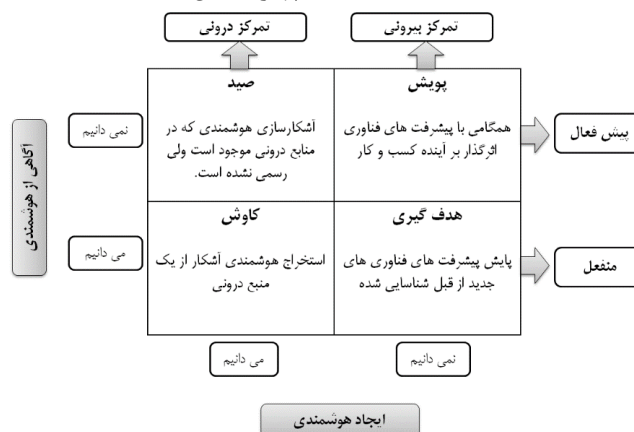 تمرکز بیرونی
تمرکز درونی
پویش
صید
همگامی با پیشرفت های فناوری
اثرگذار بر آینده کسب و کار
آشکارسازی هوشمندی که در
منابع درونی موجود است ولی
رسمی نشده است.
پیش فعال
نمی دانیم
آگاهی از هوشمندی
هدف گیری
کاوش
پایش پیشرفت های فناوری های
جدید از قبل شناسایی شده
استخراج هوشمندی آشکار از یک
منبع درونی
منفعل
می دانیم
نمی دانیم
می دانیم
ایجاد هوشمندی